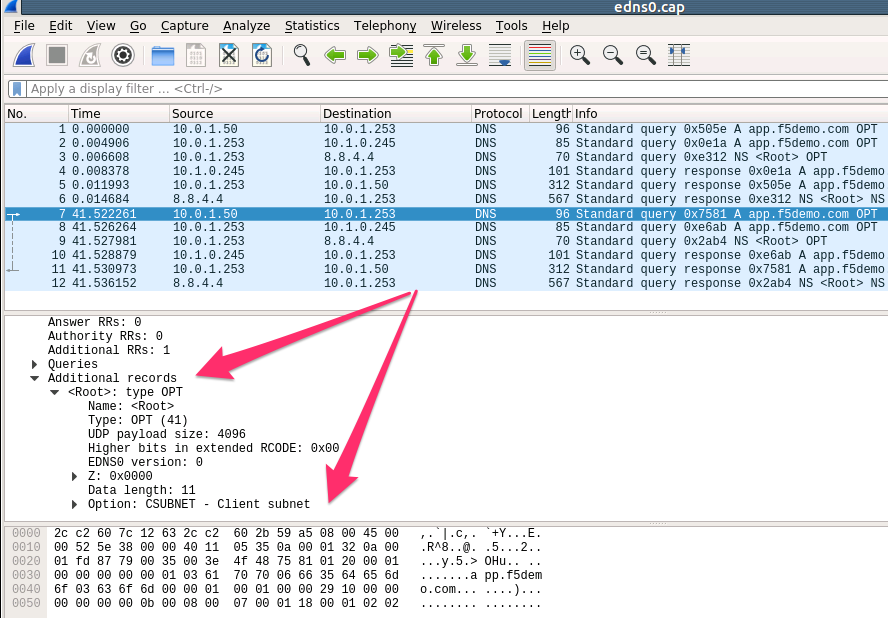 edns0.cap
File Edit View Go Capture Analyze Statistics Telephony Wireless Tools Help
Apply a display filter ... <Ctrl-/>
No. Time Source Destination Protocol Length Info
1 0.000000 10.0.1.50 10.0.1.253 DNS 96 Standard query 0x505e A app.f5demo.com OPT
2 0.004906 10.0.1.253 10.1.0.245 DNS 85 Standard query 0x0e1a A app.f5demo.com OPT
3 0.006608 10.0.1.253 8.8.4.4 DNS 70 Standard query 0xe312 NS <Root> OPT
4 0.008378 10.1.0.245 10.0.1.253 DNS 101 Standard query response 0x0e1a A app.f5demo
5 0.011993 10.0.1.253 10.0.1.50 DNS 312 Standard query response 0x505e A app.f5demo
6 0.014684 8.8.4.4 10.0.1.253 DNS 567 Standard query response 0xe312 NS <Root> NS
7 41.522261 10.0.1.50 10.0.1.253 DNS 96 Standard query 0x7581 A app.f5demo.com OPT
8 41.526264 10.0.1.253 10.1.0.245 DNS 85 Standard query 0xe6ab A app.f5demo.com OPT
9 41.527981 10.0.1.253 8.8.4.4 DNS 70 Standard query 0x2ab4 NS <Root> OPT
10 41.528879 10.1.0.245 10.0.1.253 DNS 101 Standard query response 0xe6ab A app.f5demo
11 41.530973 10.0.1.253 10.0.1.50 DNS 312 Standard query response 0x7581 A app.f5demo
12 41.536152 8.8.4.4 10.0.1.253 DNS 567 Standard query response 0x2ab4 NS <Root> NS
Answer RRs: 0
Authority RRs: 0
Additional RRs: 1
Queries
Additional records
<Root>: type OPT
Name: <Root>
Type: OPT (41)
UDP payload size: 4096
Higher bits in extended RCODE: 0x00
EDNS0 version: 0
Z: 0x0000
Data length: 11
Option: CSUBNET - Client subnet
0000 2c c2 60 7c 12 63 2c c2 60 2b 59 a5 08 00 45 00 ,.`|.c,. `+Y...E.
0010 00 52 5e 38 00 00 40 11 05 35 0a 00 01 32 0a 00 .R^8..@. .5...2..
0020 01 fd 87 79 00 35 00 3e 4f 48 75 81 01 20 00 01 ...y.5.> OHu.. ..
0030 00 00 00 00 00 01 03 61 70 70 06 66 35 64 65 6d .......a pp.f5dem
0040 6f 03 63 6f 6d 00 00 01 00 01 00 00 29 10 00 00 o.com... ....)...
0050 00 00 00 00 0b 00 08 00 07 00 01 18 00 01 02 02 ........ ........